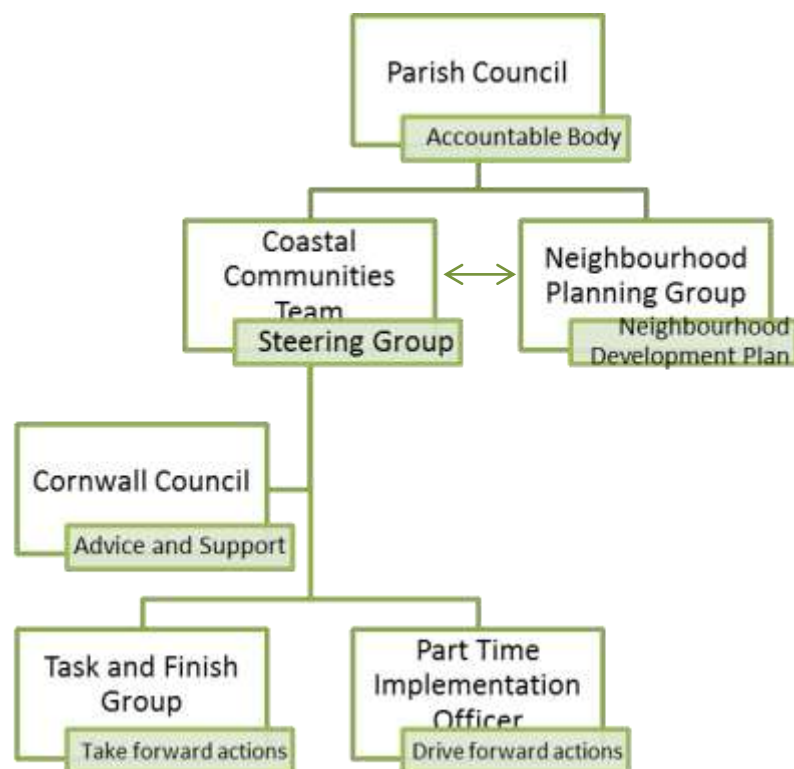 Parish Council
Accountable Body
Coastal
Communities
Team
Steering Group
Neighbourhood
Planning Group
Neighbourhood
Development Plan
Cornwall Council
Advice and Support
Task and Finish
Group
Take forward actions
Part Time
Implementation
Officer
Drive forward actions